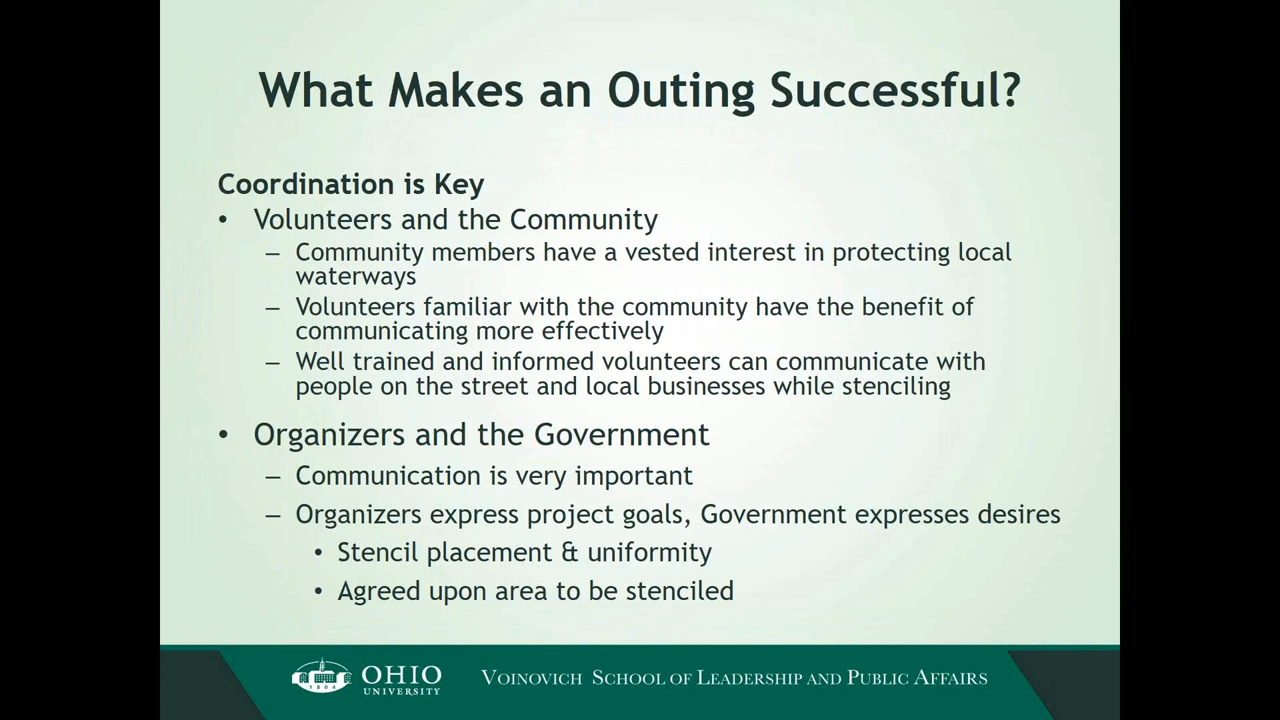 What Makes an Outing Successful?
Coordination is Key
• Volunteers and the Community
– Community members have a vested interest in protecting local
waterways
– Volunteers familiar with the community have the benefit of
communicating more effectively
– Well trained and informed volunteers can communicate with
people on the street and local businesses while stenciling
• Organizers and the Government
– Communication is very important
– Organizers express project goals, Government expresses desires
• Stencil placement & uniformity
• Agreed upon area to be stenciled
1804
OHIO
UNIVERSITY
VOINOVICH SCHOOL OF LEADERSHIP AND PUBLIC AFFAIRS